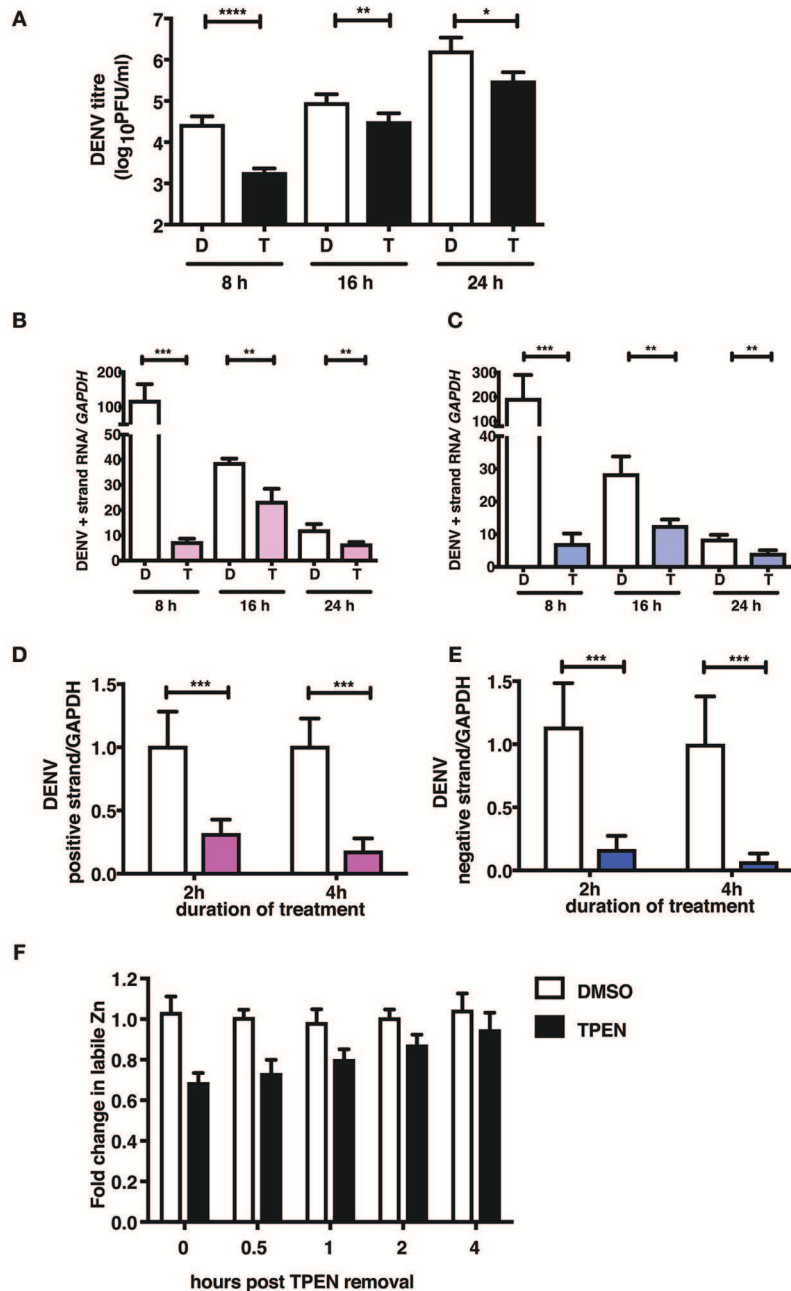 A
****
**
*
7
6
5
4
3
2
DENV titre
(log10PFU/ml)
D T D T D T
8 h 16 h 24 h
B
***
**
**
200
100
50
40
30
20
10
0
DENV + strand RNA/ GAPDH
D T D T D T
8 h 16 h 24 h
C
***
**
**
300
200
100
40
30
20
10
0
DENV + strand RNA/ GAPDH
D T D T D T
8 h 16 h 24 h
D
***
***
1.5
1.0
0.5
0.0
DENV
positive strand/GAPDH
2h 4h
duration of treatment
E
***
***
1.5
1.0
0.5
0.0
DENV
negative strand/GAPDH
2h 4h
duration of treatment
F
1.2
1.0
0.8
0.6
0.4
0.2
0.0
Fold change in labile Zn
0 0.5 1 2 4
hours post TPEN removal
DMSO
TPEN